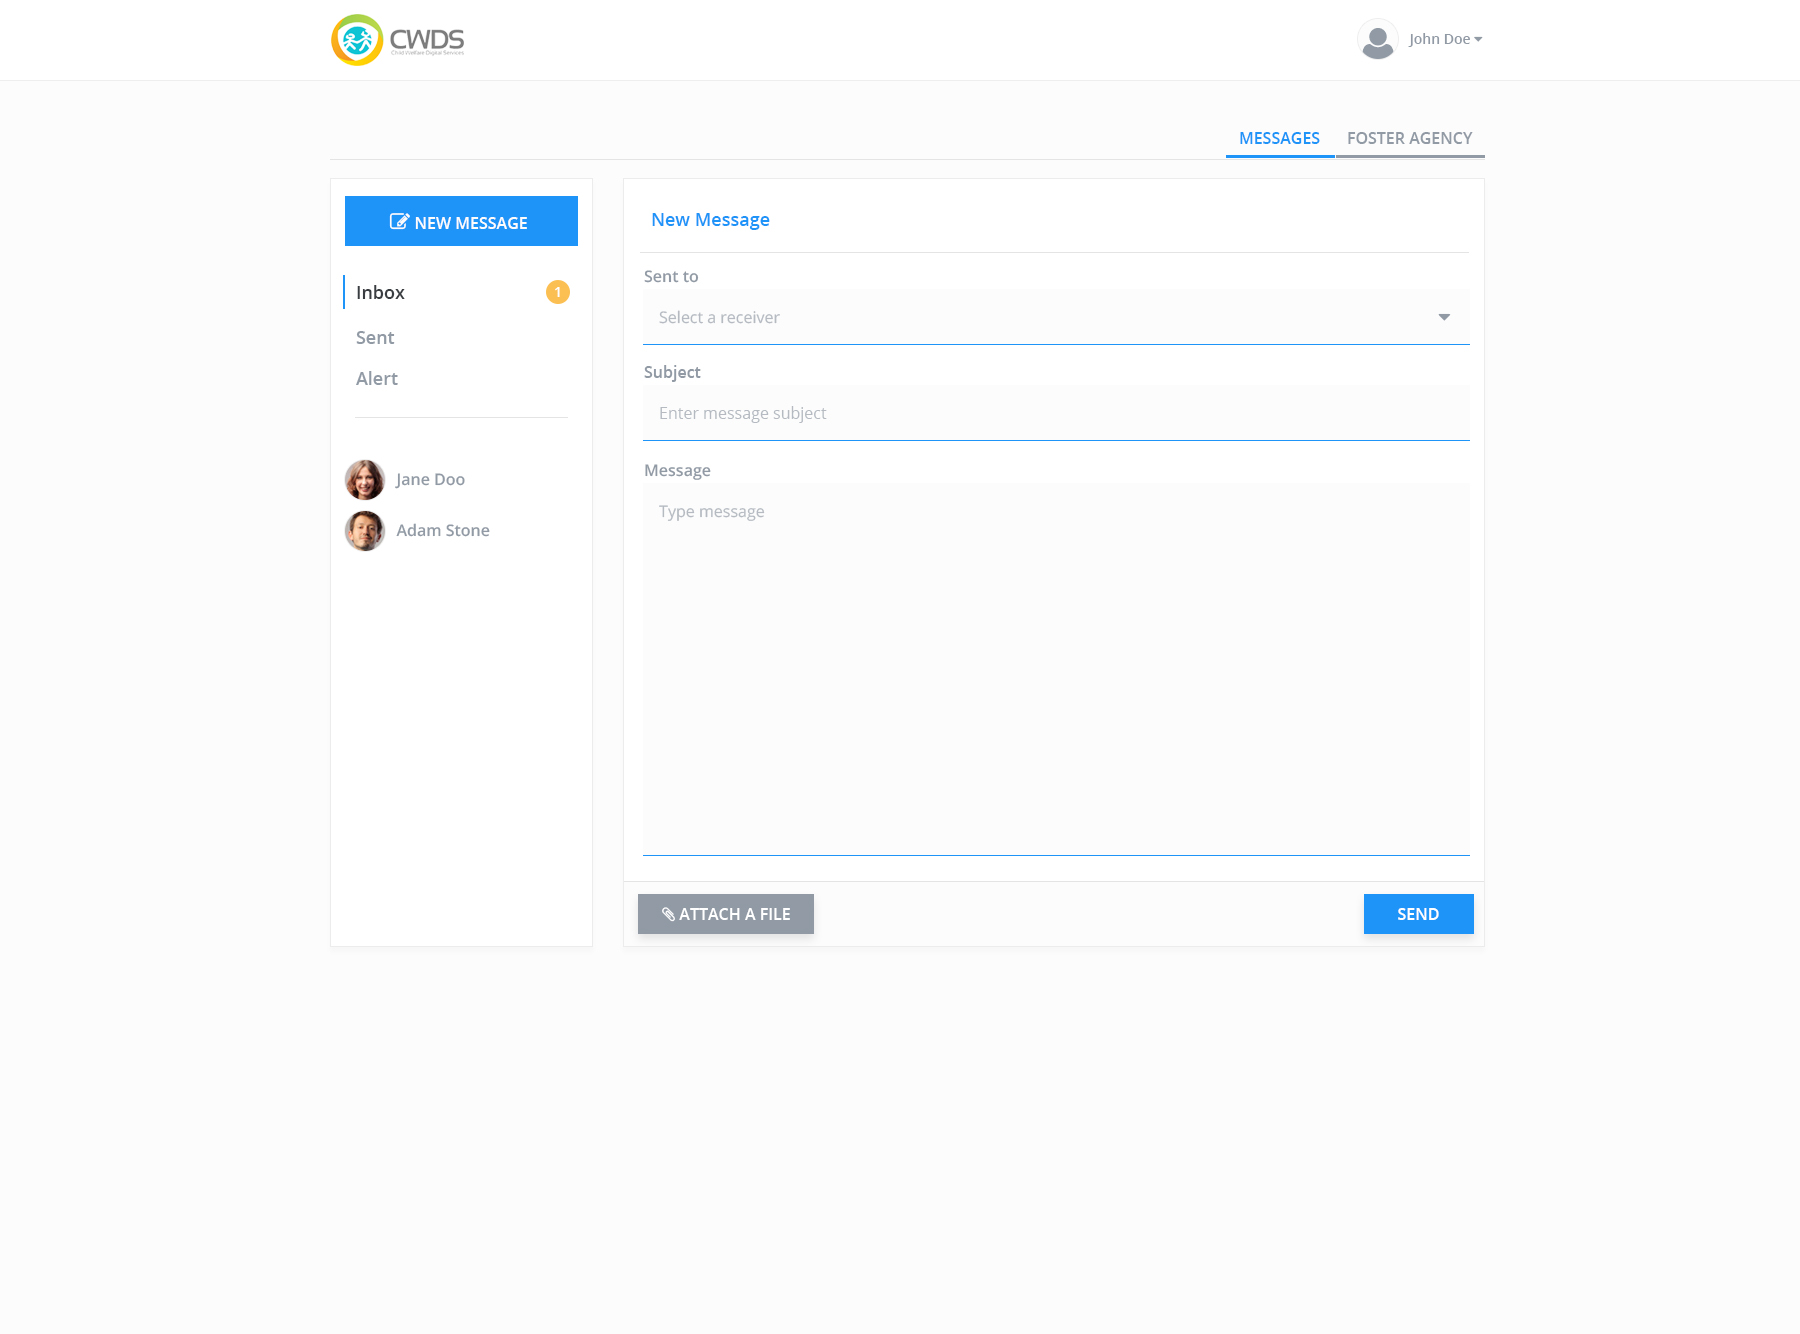 CWDS
Child Welfare Digital Services
John Doe
MESSAGES
FOSTER AGENCY
NEW MESSAGE
Inbox
1
Sent
Alert
Jane Doo
Adam Stone
New Message
Sent to
Select a receiver
Subject
Enter message subject
Message
Type message
ATTACH A FILE
SEND